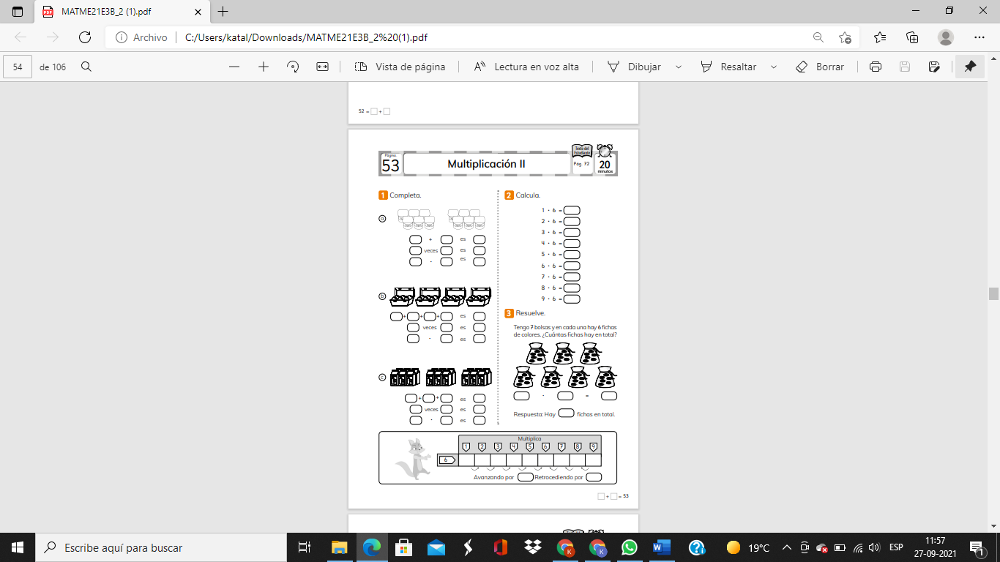 MATME21E3B_2 (1).pdf
Archivo C:/Users/katal/Downloads/MATME21E3B_2%20(1).pdf
54 de 106 Vista de página Lectura en voz alta Dibujar Resaltar Borrar
52 = + 
Página 53 Multiplicación II Texto del Estudiante Pág. 72 20 minutos
1 Completa.
a
+ es
veces es
· es
b
+ + + es
veces es
· es
c
+ + es
veces es
· es
2 Calcula.
1 · 6 =
2 · 6 =
3 · 6 =
4 · 6 =
5 · 6 =
6 · 6 =
7 · 6 =
8 · 6 =
9 · 6 =
3 Resuelve.
Tengo 7 bolsas y en cada una hay 6 fichas
de colores. ¿Cuántas fichas hay en total?
· =
Respuesta: Hay fichas en total.
Multiplica
1 2 3 4 5 6 7 8 9
6
Avanzando por Retrocediendo por
+ = 53
Escribe aquí para buscar
19°C ESP 11:57
27-09-2021 1